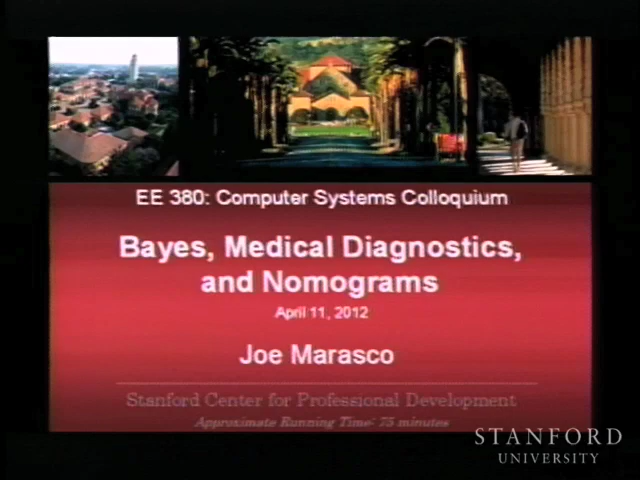 EE 380: Computer Systems Colloquium
Bayes, Medical Diagnostics,
and Nomograms
April 11, 2012
Joe Marasco
Stanford Center for Professional Development
Approximate Running Time: 75 minutes
STANFORD
UNIVERSITY